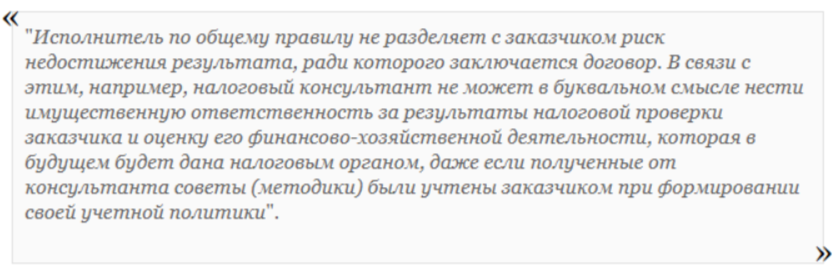 «
"Исполнитель по общему правилу не разделяет с заказчиком риск
недостижения результата, ради которого заключается договор. В связи с
этим, например, налоговый консультант не может в буквальном смысле нести
имущественную ответственность за результаты налоговой проверки
заказчика и оценку его финансово-хозяйственной деятельности, которая в
будущем будет дана налоговым органом, даже если полученные от
консультанта советы (методики) были учтены заказчиком при формировании
своей учетной политики".
»